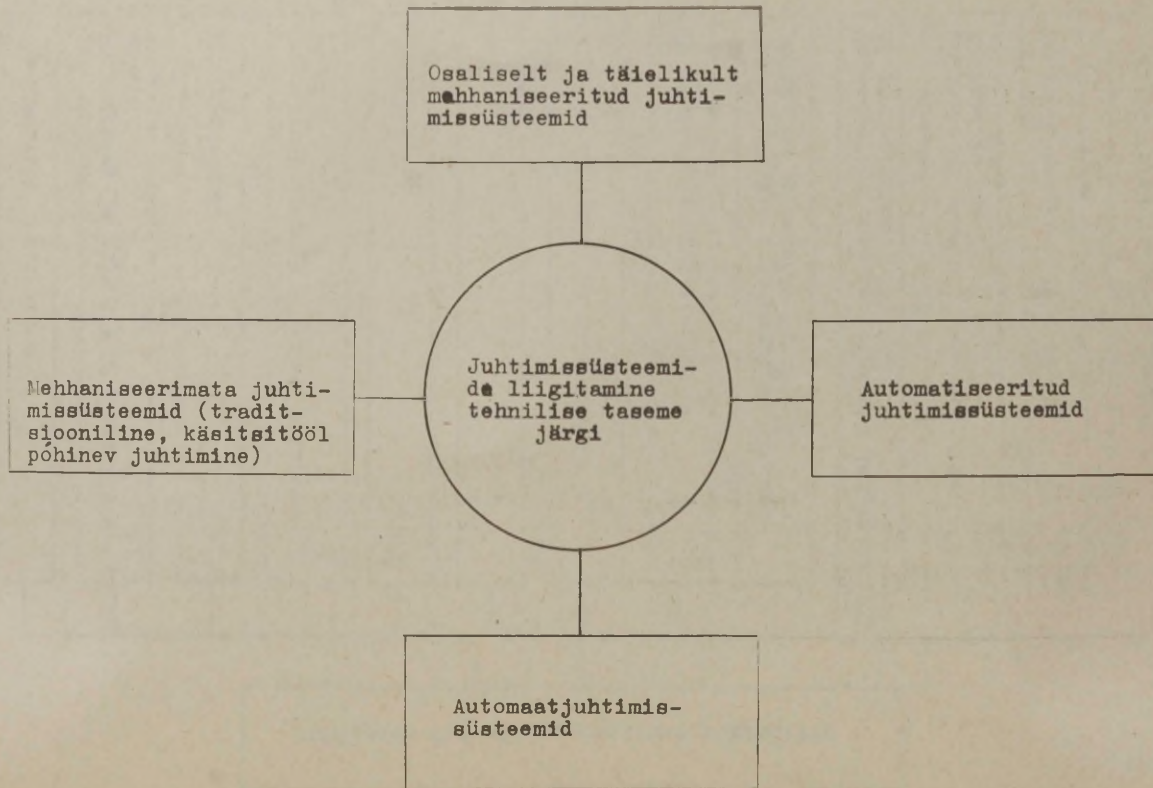 Osaliselt ja täielikult
mehhaniseeritud juhti-
missüsteemid
Mehhaniseerimata juhti-
missüsteemid (tradit-
siooniline, käsitsitööl
põhinev juhtimine)
Juhtimissüsteemi-
de liigitamine
tehnilise taseme
järgi
Automatiseeritud
juhtimissüsteemid
Automaatjuhtimis-
süsteemid